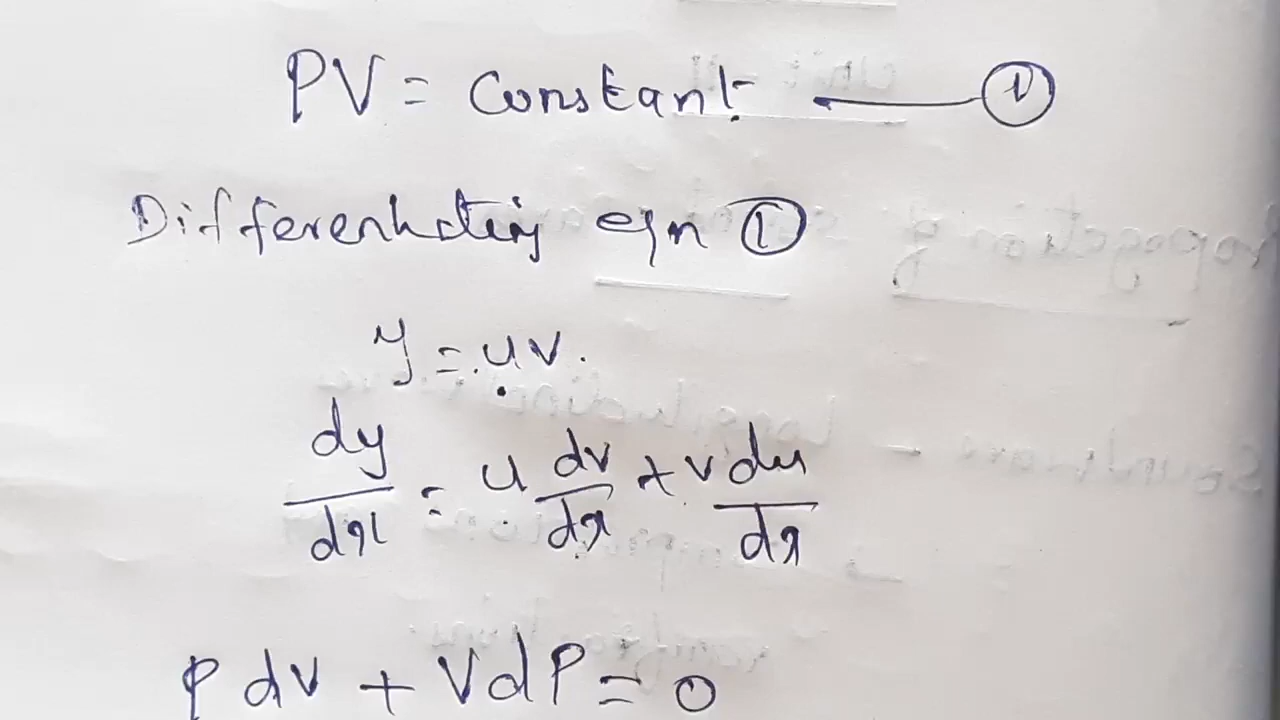 PV = Constant. ①
Differentiating eqn ①
y = uv.
dy/dx = u dv/dx + v du/dx
P dv + V dP = 0